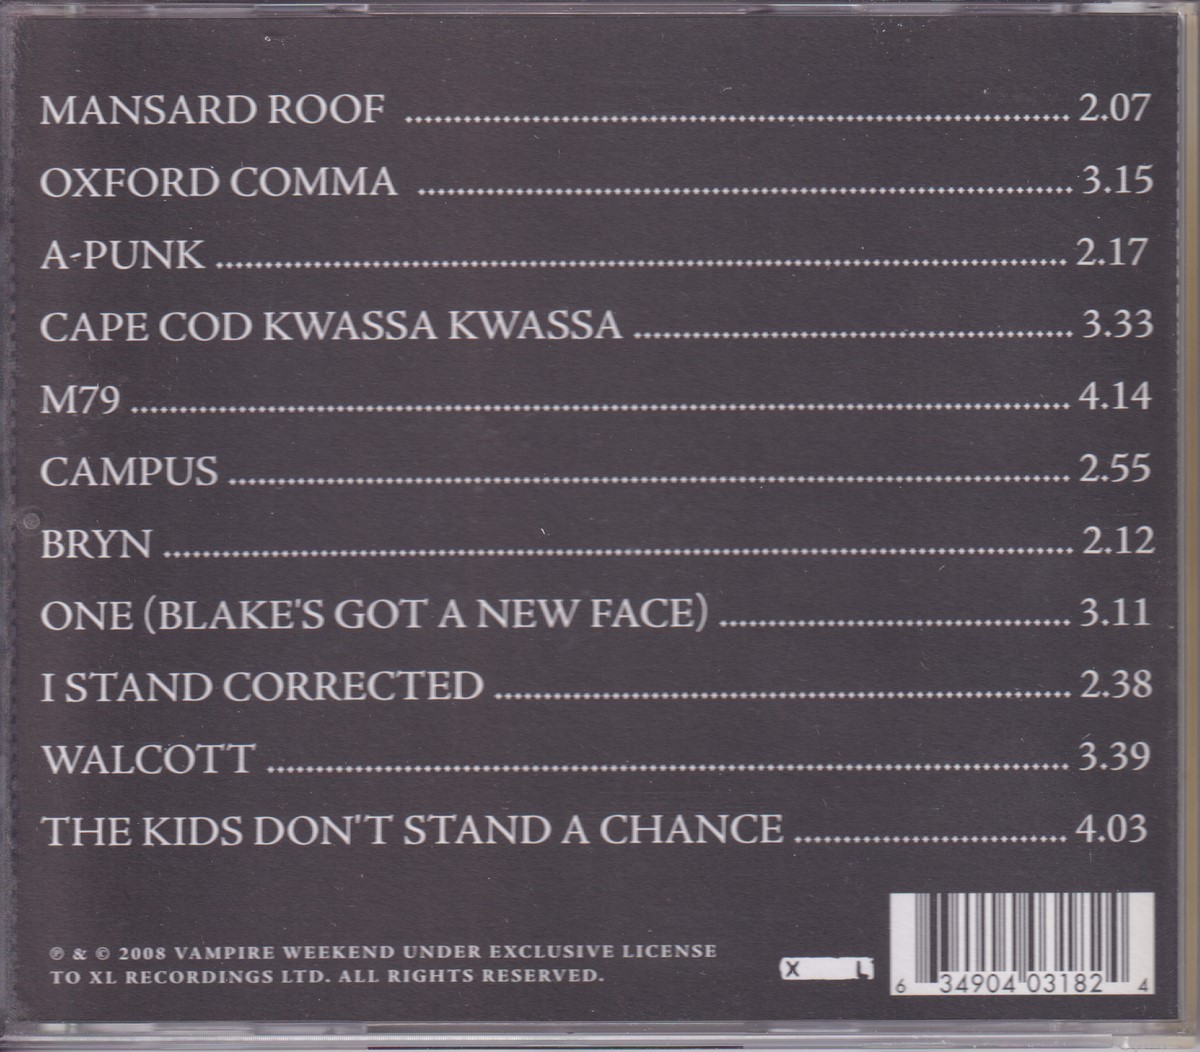 MANSARD ROOF ........ 2.07
OXFORD COMMA ........ 3.15
A-PUNK ........ 2.17
CAPE COD KWASSA KWASSA ........ 3.33
M79 ........ 4.14
CAMPUS ........ 2.55
BRYN ........ 2.12
ONE (BLAKE'S GOT A NEW FACE) ........ 3.11
I STAND CORRECTED ........ 2.38
WALCOTT ........ 3.39
THE KIDS DON'T STAND A CHANCE ........ 4.03
℗ & © 2008 VAMPIRE WEEKEND UNDER EXCLUSIVE LICENSE
TO XL RECORDINGS LTD. ALL RIGHTS RESERVED.
X L
6 34904 03182 4